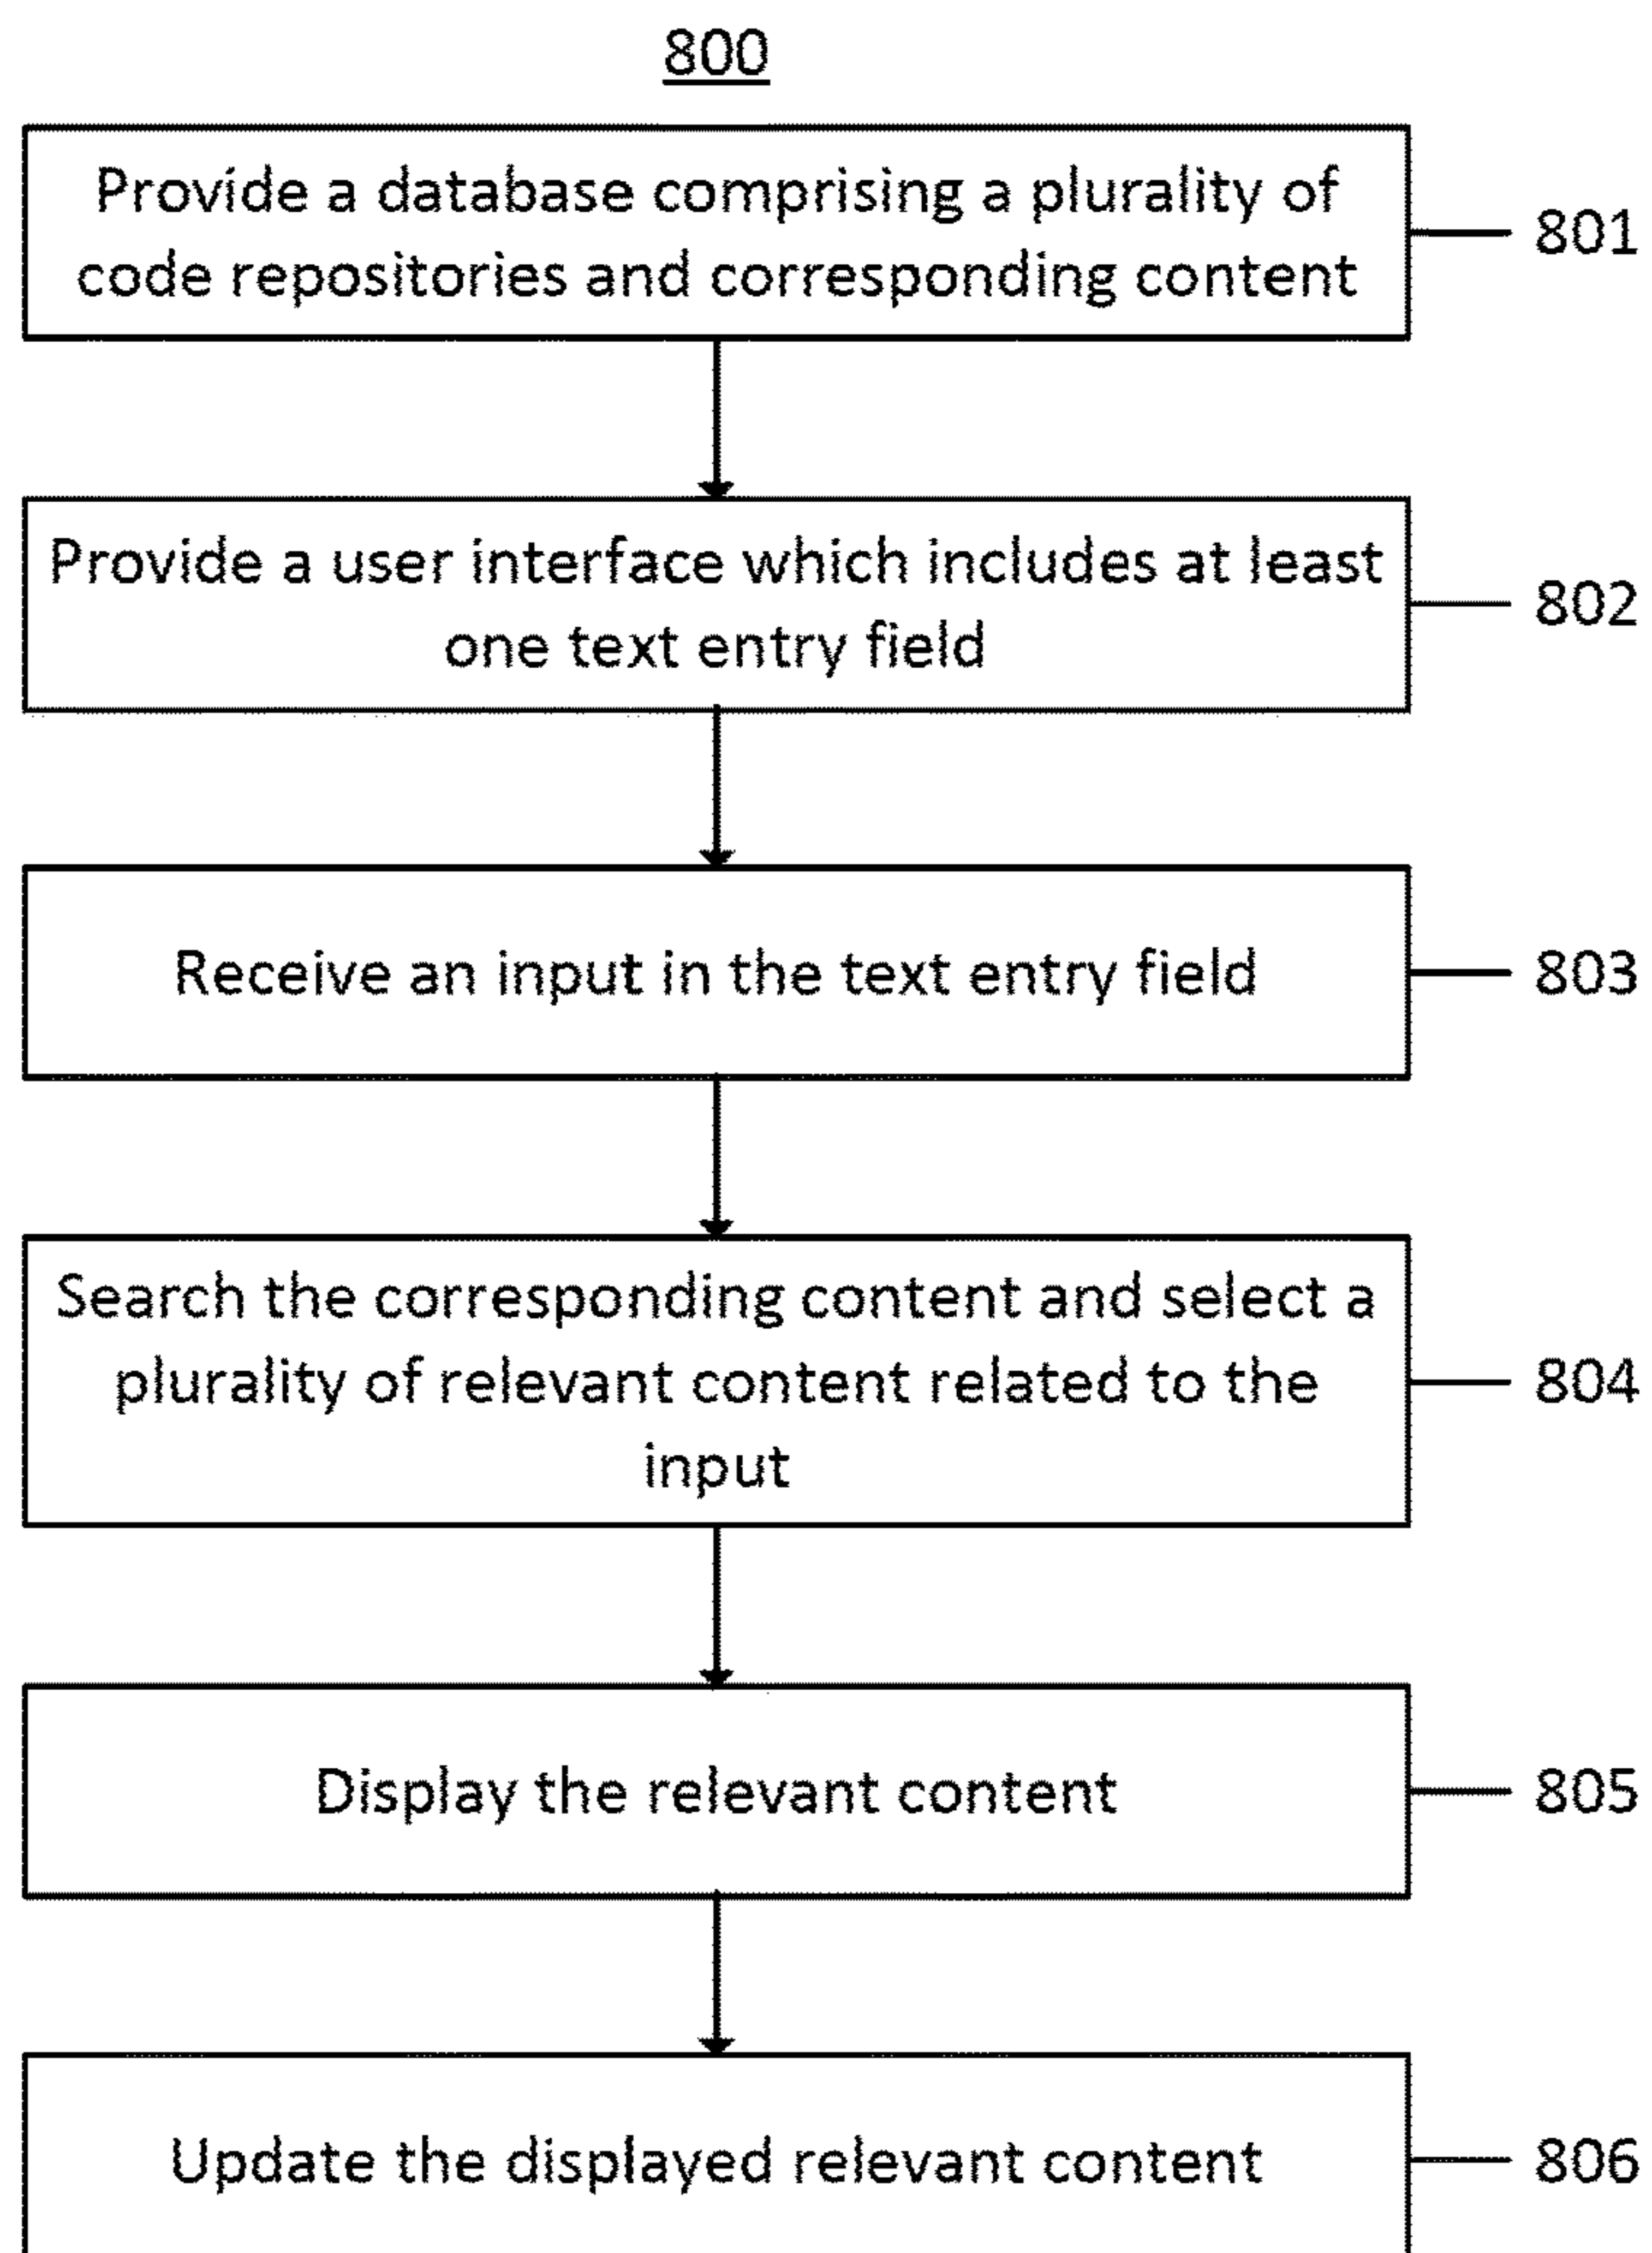 800
Provide a database comprising a plurality of
code repositories and corresponding content
801
Provide a user interface which includes at least
one text entry field
802
Receive an input in the text entry field
803
Search the corresponding content and select a
plurality of relevant content related to the
input
804
Display the relevant content
805
Update the displayed relevant content
806